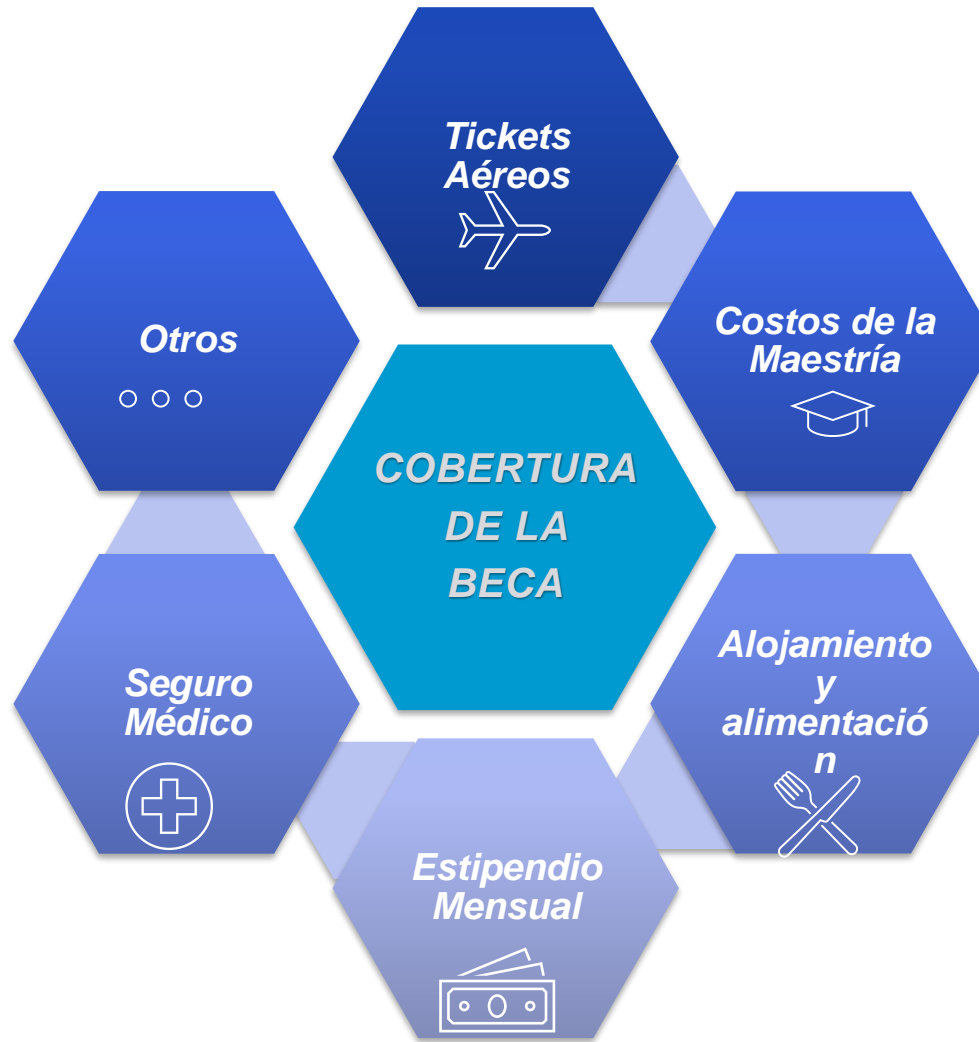 Tickets
Aéreos
Otros
Costos de la
Maestría
COBERTURA
DE LA
BECA
Seguro
Médico
Alojamiento
y
alimentació
n
Estipendio
Mensual